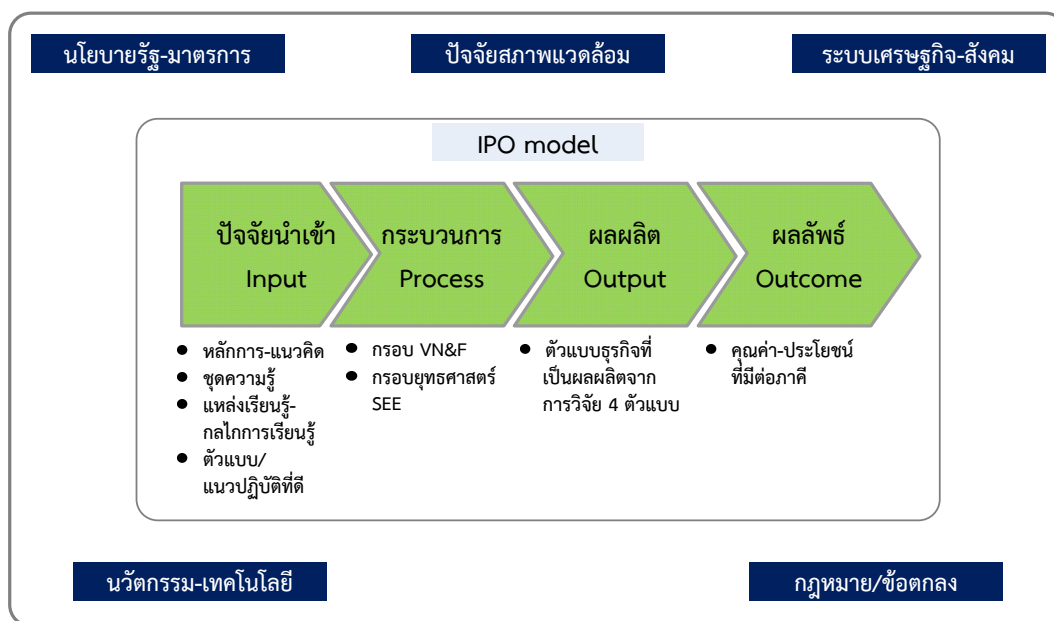 นโยบายรัฐ-มาตรการ
ปัจจัยสภาพแวดล้อม
ระบบเศรษฐกิจ-สังคม
IPO model
ปัจจัยนำเข้า
Input
กระบวนการ
Process
ผลผลิต
Output
ผลลัพธ์
Outcome
● หลักการ-แนวคิด
● ชุดความรู้
● แหล่งเรียนรู้-
กลไกการเรียนรู้
● ตัวแบบ/
แนวปฏิบัติที่ดี
● กรอบ VN&F
● กรอบยุทธศาสตร์
SEE
● ตัวแบบธุรกิจที่
เป็นผลผลิตจาก
การวิจัย 4 ตัวแบบ
● คุณค่า-ประโยชน์
ที่มีต่อภาคี
นวัตกรรม-เทคโนโลยี
กฎหมาย/ข้อตกลง